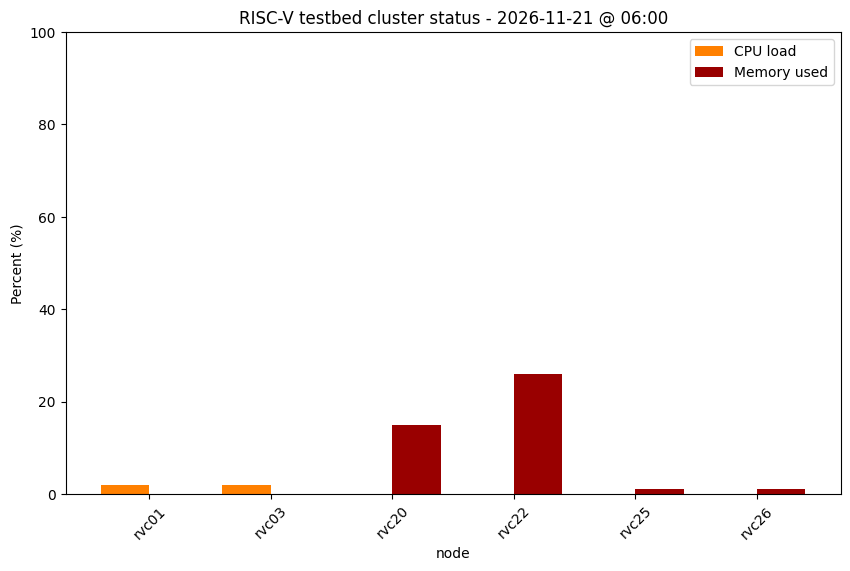 RISC-V testbed cluster status - 2026-11-21 @ 06:00
CPU load
Memory used
Percent (%)
100
80
60
40
20
0
rvc01
rvc03
rvc20
rvc22
rvc25
rvc26
node